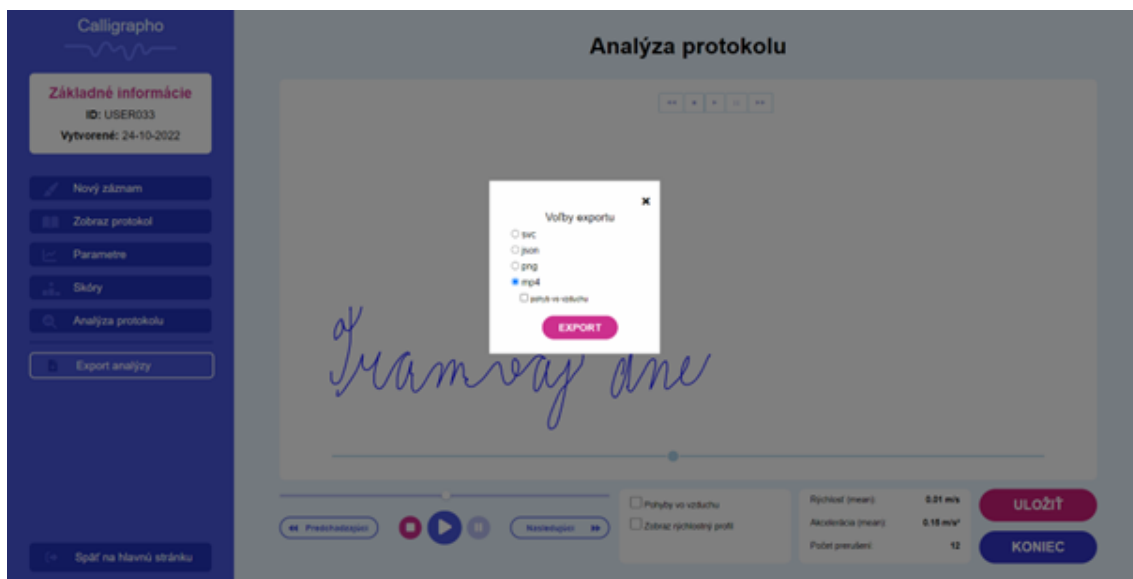 Calligrapho
Základné informácie
ID: USER033
Vytvorené: 24-10-2022
Nový záznam
Zobraz protokol
Parametre
Skóry
Analýza protokolu
Export analýzy
Späť na hlavnú stránku
Analýza protokolu
Voľby exportu
svc
json
png
mp4
pohyb vo vzduchu
EXPORT
Tramvaj dne
Predchádzajúci
Nasledujúci
Pohyby vo vzduchu
Zobraz rýchlostný profil
Rýchlosť (mean): 0.01 m/s
Akcelerácia (mean): 0.15 m/s²
Počet prerušení: 12
ULOŽIŤ
KONIEC